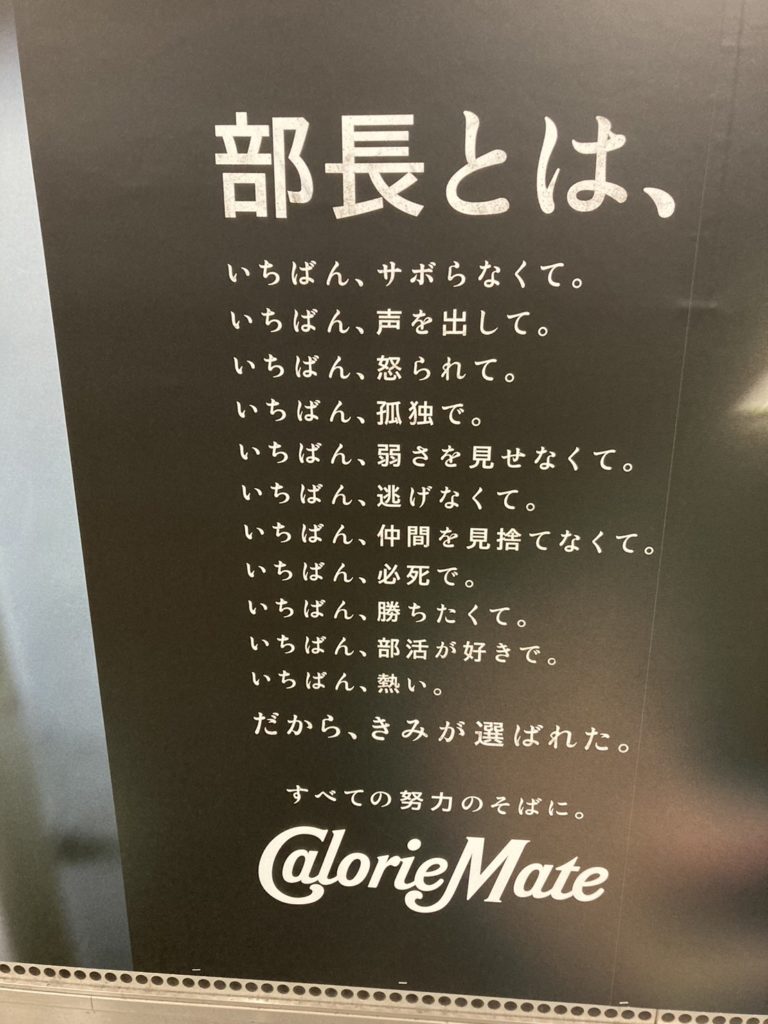 部長とは、
いちばん、サボらなくて。
いちばん、声を出して。
いちばん、怒られて。
いちばん、孤独で。
いちばん、弱さを見せなくて。
いちばん、逃げなくて。
いちばん、仲間を見捨てなくて。
いちばん、必死で。
いちばん、勝ちたくて。
いちばん、部活が好きで。
いちばん、熱い。
だから、きみが選ばれた。
すべての努力のそばに。
CalorieMate